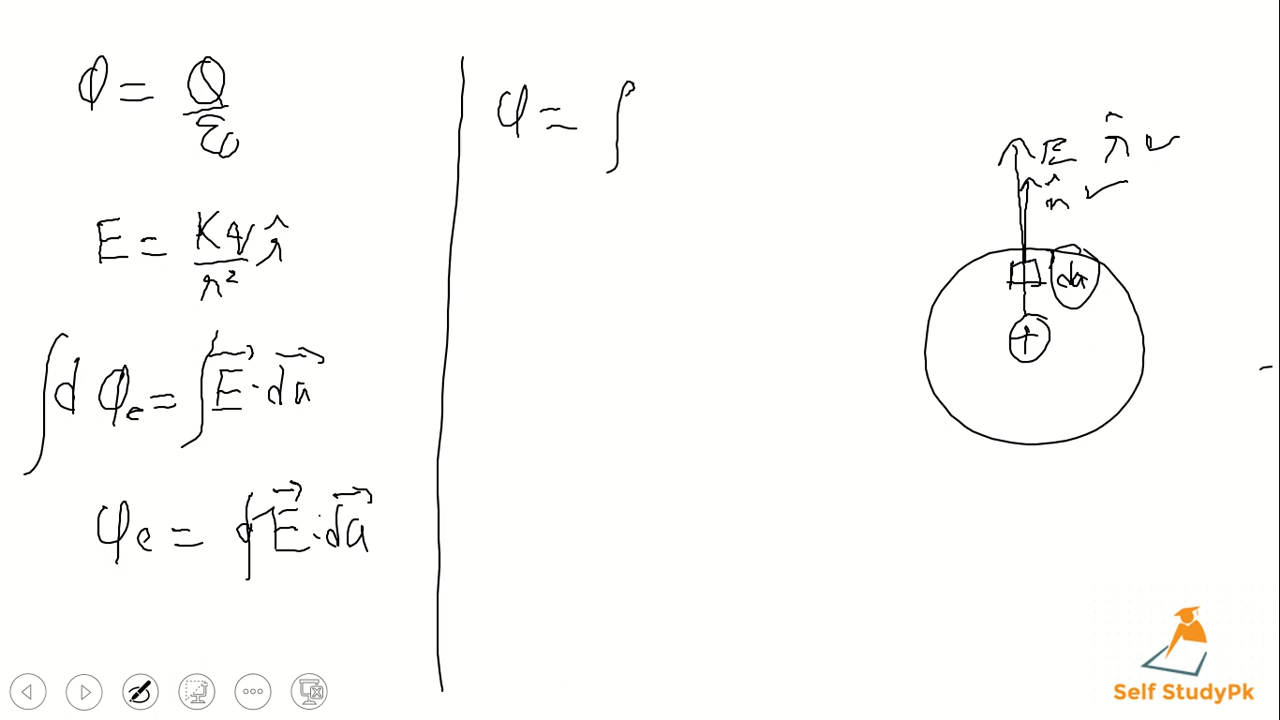 ϕ = Q/ε₀
E = Kq/r² r̂
∫dϕₑ = ∫E⃗·da⃗
φₑ = ∮E⃗·da⃗
φ = ∫
E r̂ ✓
n̂ ✓
da
+
Self StudyPk